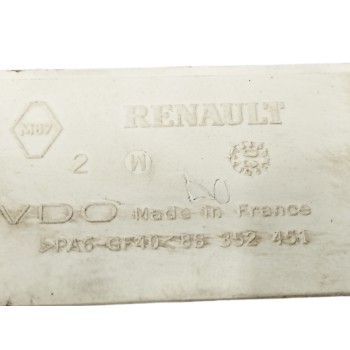 RENAULT
2 W
VDO Made in France
>PA6-GF40< 88 352 451